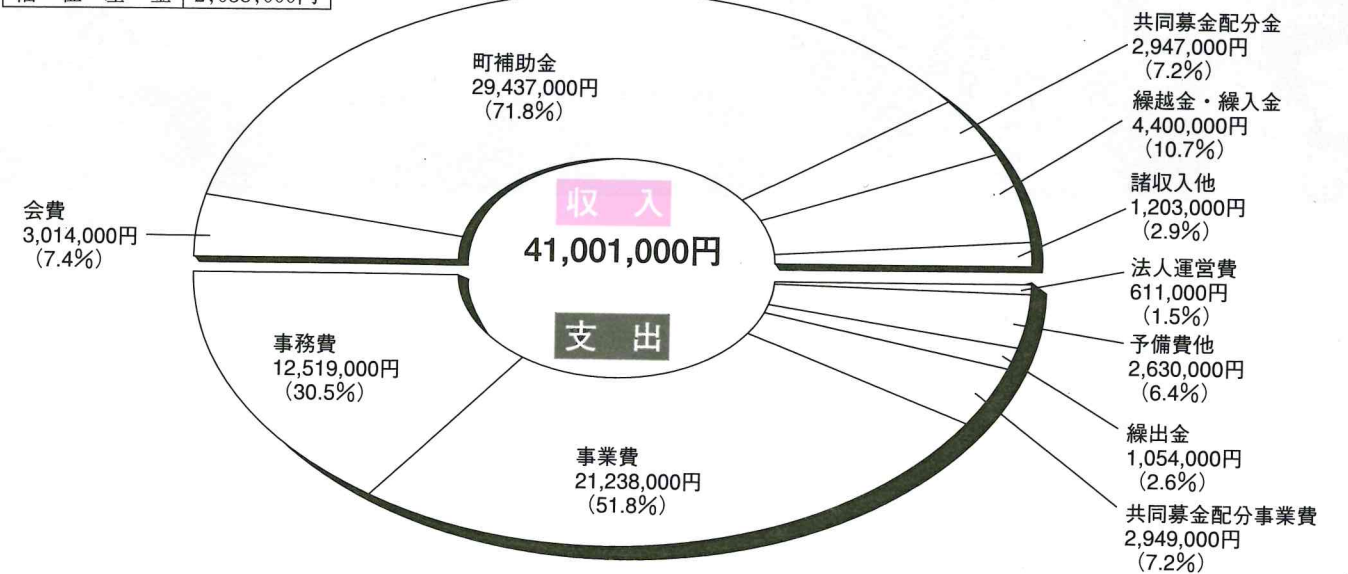 町補助金
29,437,000円
(71.8%)
共同募金配分金
2,947,000円
(7.2%)
繰越金・繰入金
4,400,000円
(10.7%)
諸収入他
1,203,000円
(2.9%)
会費
3,014,000円
(7.4%)
収 入
41,001,000円
支 出
法人運営費
611,000円
(1.5%)
予備費他
2,630,000円
(6.4%)
繰出金
1,054,000円
(2.6%)
共同募金配分事業費
2,949,000円
(7.2%)
事業費
21,238,000円
(51.8%)
事務費
12,519,000円
(30.5%)